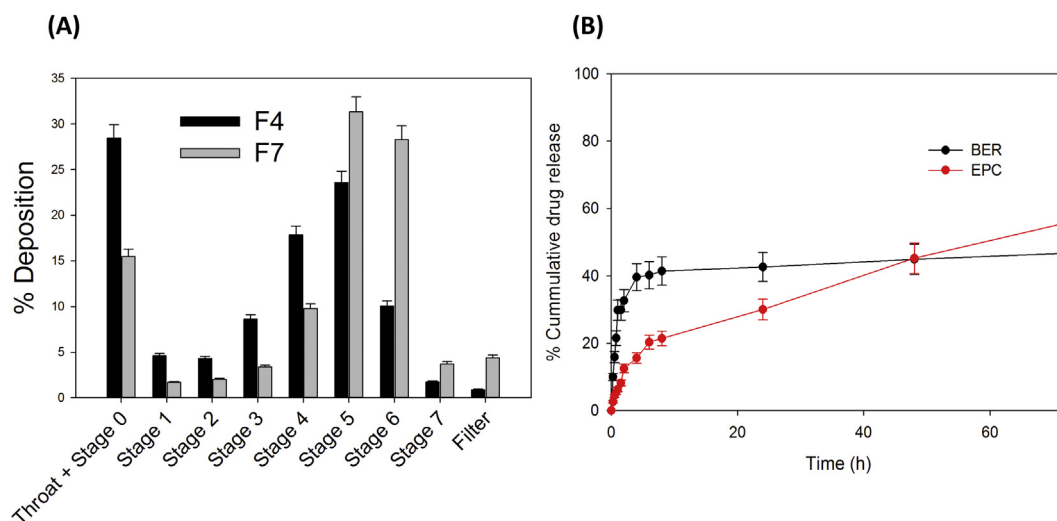 (A)
(B)
35
30
25
20
15
10
5
0
% Deposition
F4
F7
Throat + Stage 0
Stage 1
Stage 2
Stage 3
Stage 4
Stage 5
Stage 6
Stage 7
Filter
100
80
60
40
20
0
% Cummulative drug release
BER
EPC
0
20
40
60
Time (h)